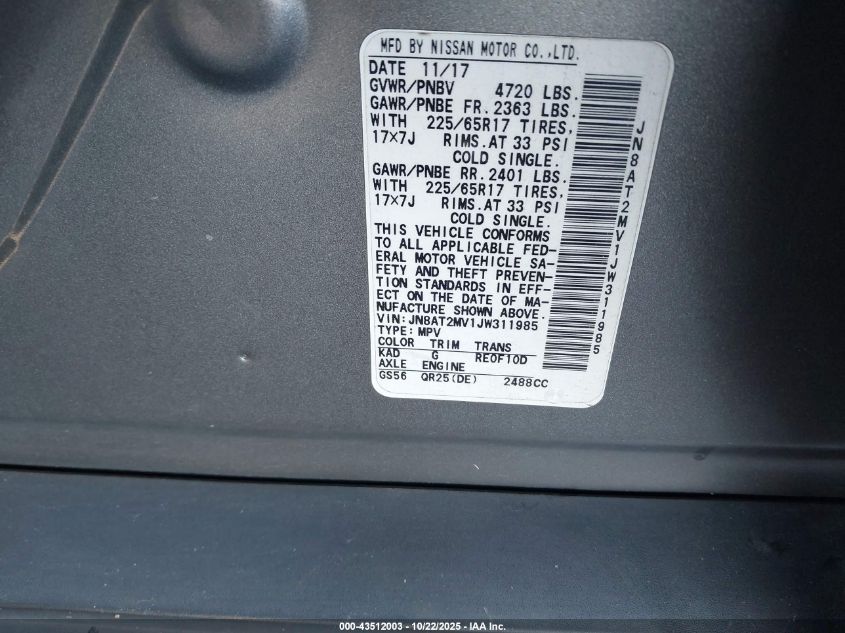 MFD BY NISSAN MOTOR CO.,LTD.
DATE 11/17
GVWR/PNBV 4720 LBS.
GAWR/PNBE FR. 2363 LBS.
WITH 225/65R17 TIRES,
17×7J RIMS.AT 33 PSI
COLD SINGLE.
GAWR/PNBE RR. 2401 LBS.
WITH 225/65R17 TIRES,
17×7J RIMS.AT 33 PSI
COLD SINGLE.
THIS VEHICLE CONFORMS
TO ALL APPLICABLE FED-
ERAL MOTOR VEHICLE SA-
FETY AND THEFT PREVEN-
TION STANDARDS IN EFF-
ECT ON THE DATE OF MA-
NUFACTURE SHOWN ABOVE.
VIN:JN8AT2MV1JW311985
TYPE:MPV
COLOR TRIM TRANS
KAD G RE0F10D
AXLE ENGINE
GS56 QR25(DE) 2488CC
JN8AT2MV1JW311985
000-43512003 - 10/22/2025 - IAA Inc.